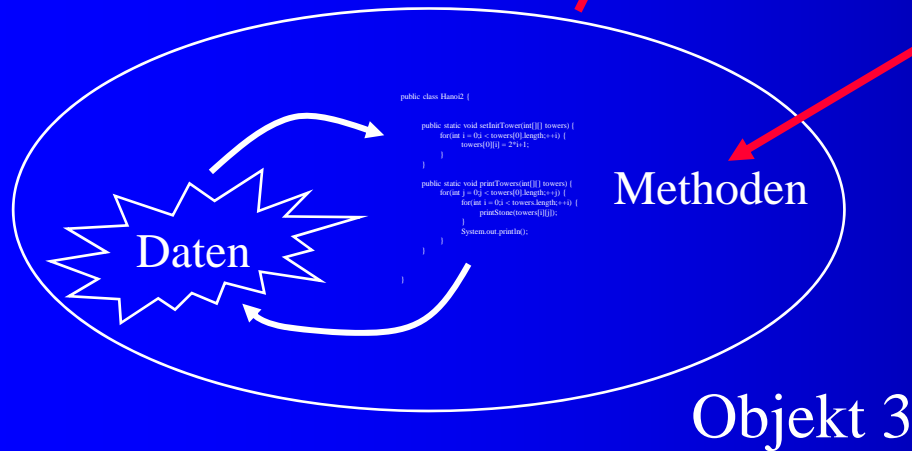 public class Hanoi2 {
public static void setInitTower(int[][] towers) {
for(int i = 0;i < towers[0].length;++i) {
towers[0][i] = 2*i+1;
}
}
public static void printTowers(int[][] towers) {
for(int j = 0;j < towers[0].length;++j) {
for(int i = 0;i < towers.length;++i) {
printStone(towers[i][j]);
}
System.out.println();
}
}
}
Methoden
Daten
Objekt 3